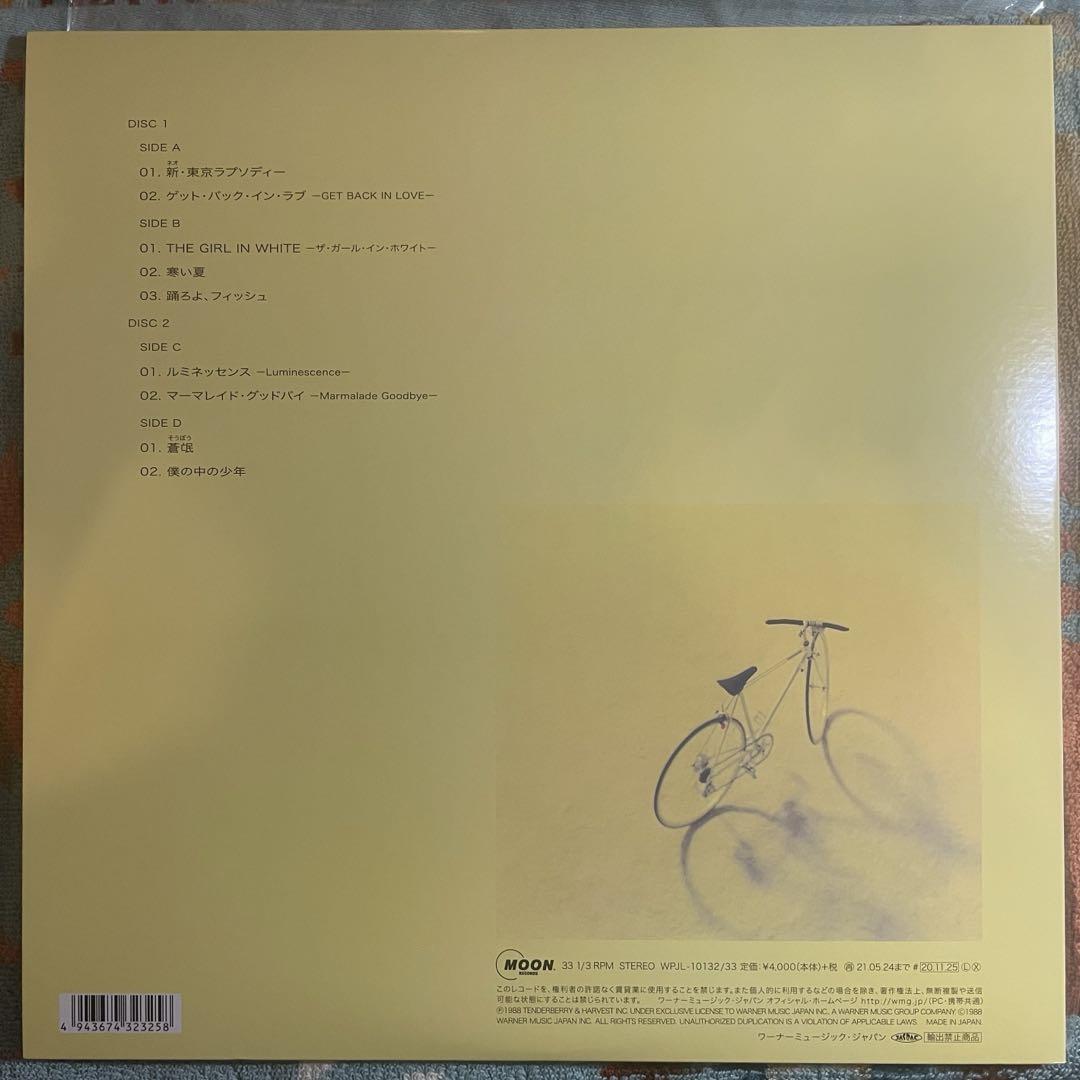 DISC 1
SIDE A
ネオ
01. 新・東京ラプソディー
02. ゲット・バック・イン・ラブ －GET BACK IN LOVE－
SIDE B
01. THE GIRL IN WHITE －ザ・ガール・イン・ホワイト－
02. 寒い夏
03. 踊ろよ、フィッシュ
DISC 2
SIDE C
01. ルミネッセンス －Luminescence－
02. マーマレイド・グッドバイ －Marmalade Goodbye－
SIDE D
そうぼう
01. 蒼氓
02. 僕の中の少年
MOON RECORDS 33 1/3 RPM STEREO WPJL-10132/33 定価:¥4,000(本体)+税 再 21.05.24まで # 20.11.25 L X
このレコードを、権利者の許諾なく賃貸業に使用することを禁じます。また個人的に利用するなどの場合を除き、著作権法上、無断複製や送信
可能な状態にすることは禁じられています。 ワーナーミュージック・ジャパン オフィシャル・ホームページ http://wmg.jp/(PC・携帯共通)
Ⓟ1988 TENDERBERRY & HARVEST INC. UNDER EXCLUSIVE LICENSE TO WARNER MUSIC JAPAN INC., A WARNER MUSIC GROUP COMPANY. Ⓒ1988
WARNER MUSIC JAPAN INC. ALL RIGHTS RESERVED. UNAUTHORIZED DUPLICATION IS A VIOLATION OF APPLICABLE LAWS. MADE IN JAPAN.
ワーナーミュージック・ジャパン JASRAC 輸出禁止商品
4 943674 323258